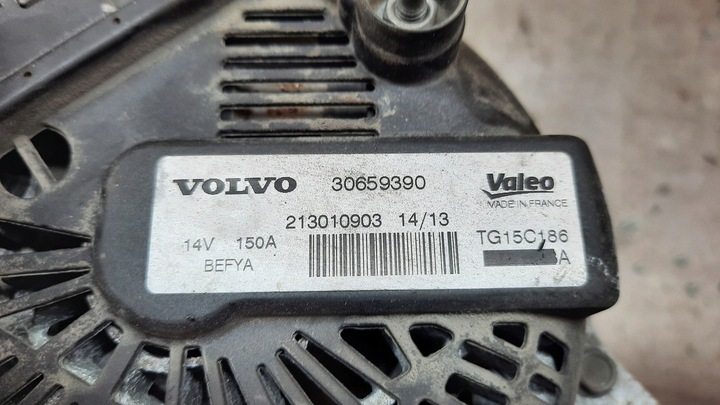 VOLVO 30659390 Valeo
MADE IN FRANCE
213010903 14/13
14V 150A TG15C186
BEFYA